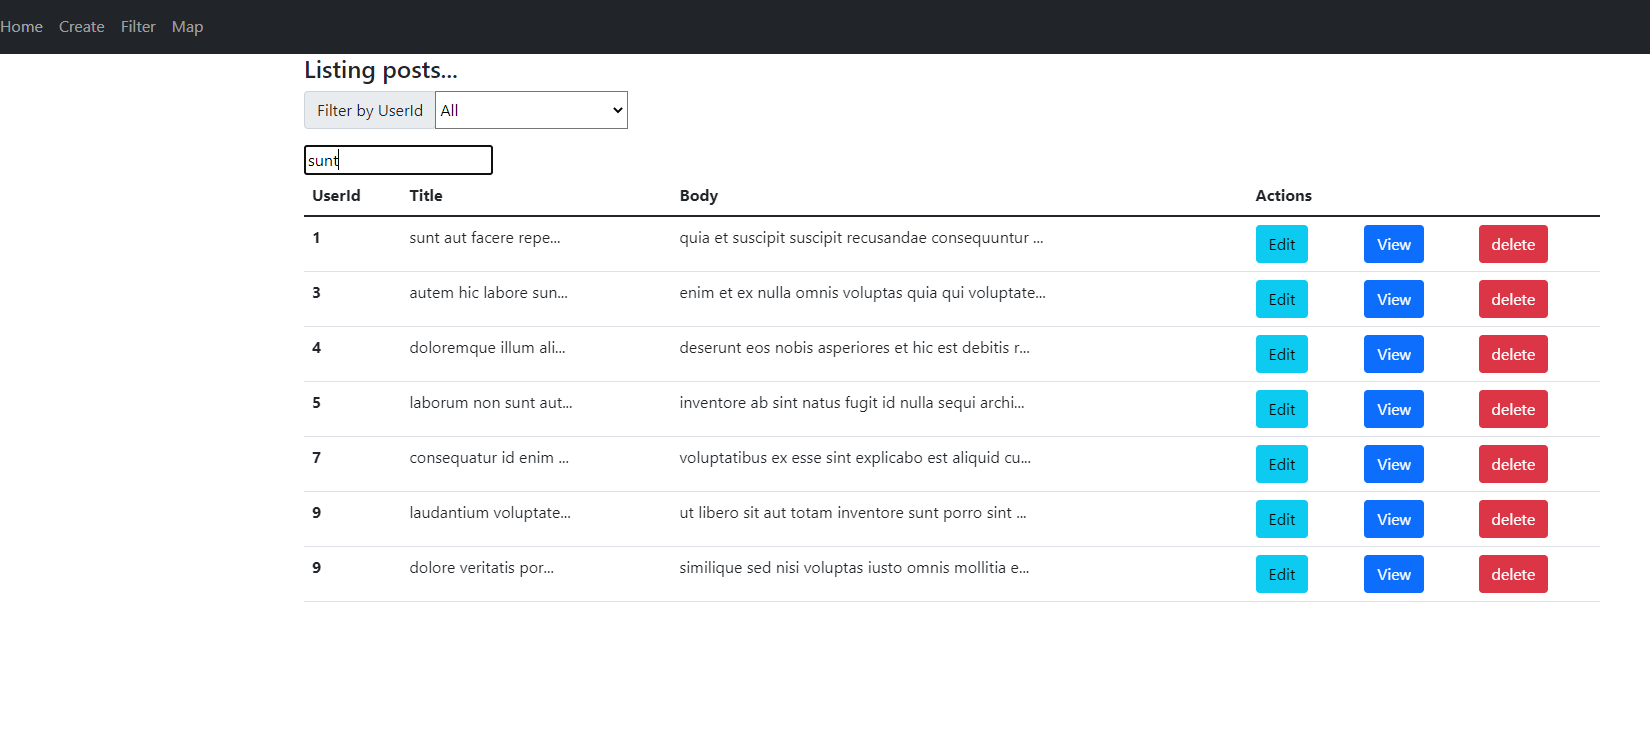 Home Create Filter Map
Listing posts...
Filter by UserId All
sunt
UserId Title Body Actions
1 sunt aut facere repe... quia et suscipit suscipit recusandae consequuntur ... Edit View delete
3 autem hic labore sun... enim et ex nulla omnis voluptas quia qui voluptate... Edit View delete
4 doloremque illum ali... deserunt eos nobis asperiores et hic est debitis r... Edit View delete
5 laborum non sunt aut... inventore ab sint natus fugit id nulla sequi archi... Edit View delete
7 consequatur id enim ... voluptatibus ex esse sint explicabo est aliquid cu... Edit View delete
9 laudantium voluptate... ut libero sit aut totam inventore sunt porro sint ... Edit View delete
9 dolore veritatis por... similique sed nisi voluptas iusto omnis mollitia e... Edit View delete